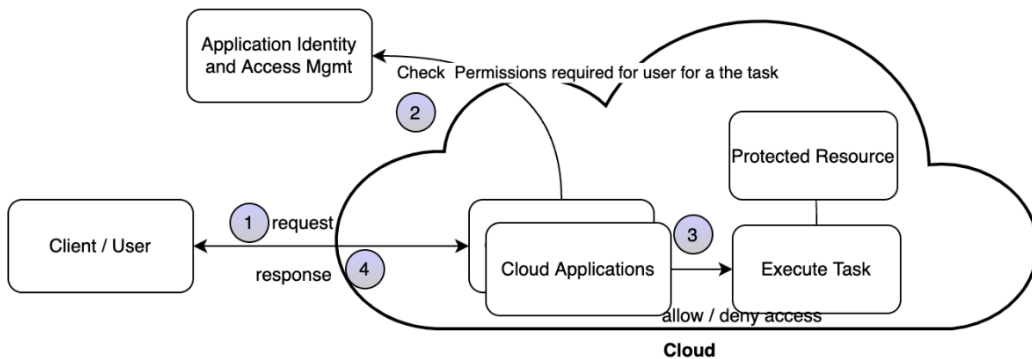 Application Identity
and Access Mgmt
Check Permissions required for user for a the task
2
Protected Resource
Client / User
1
request
response
4
Cloud Applications
3
Execute Task
allow / deny access
Cloud